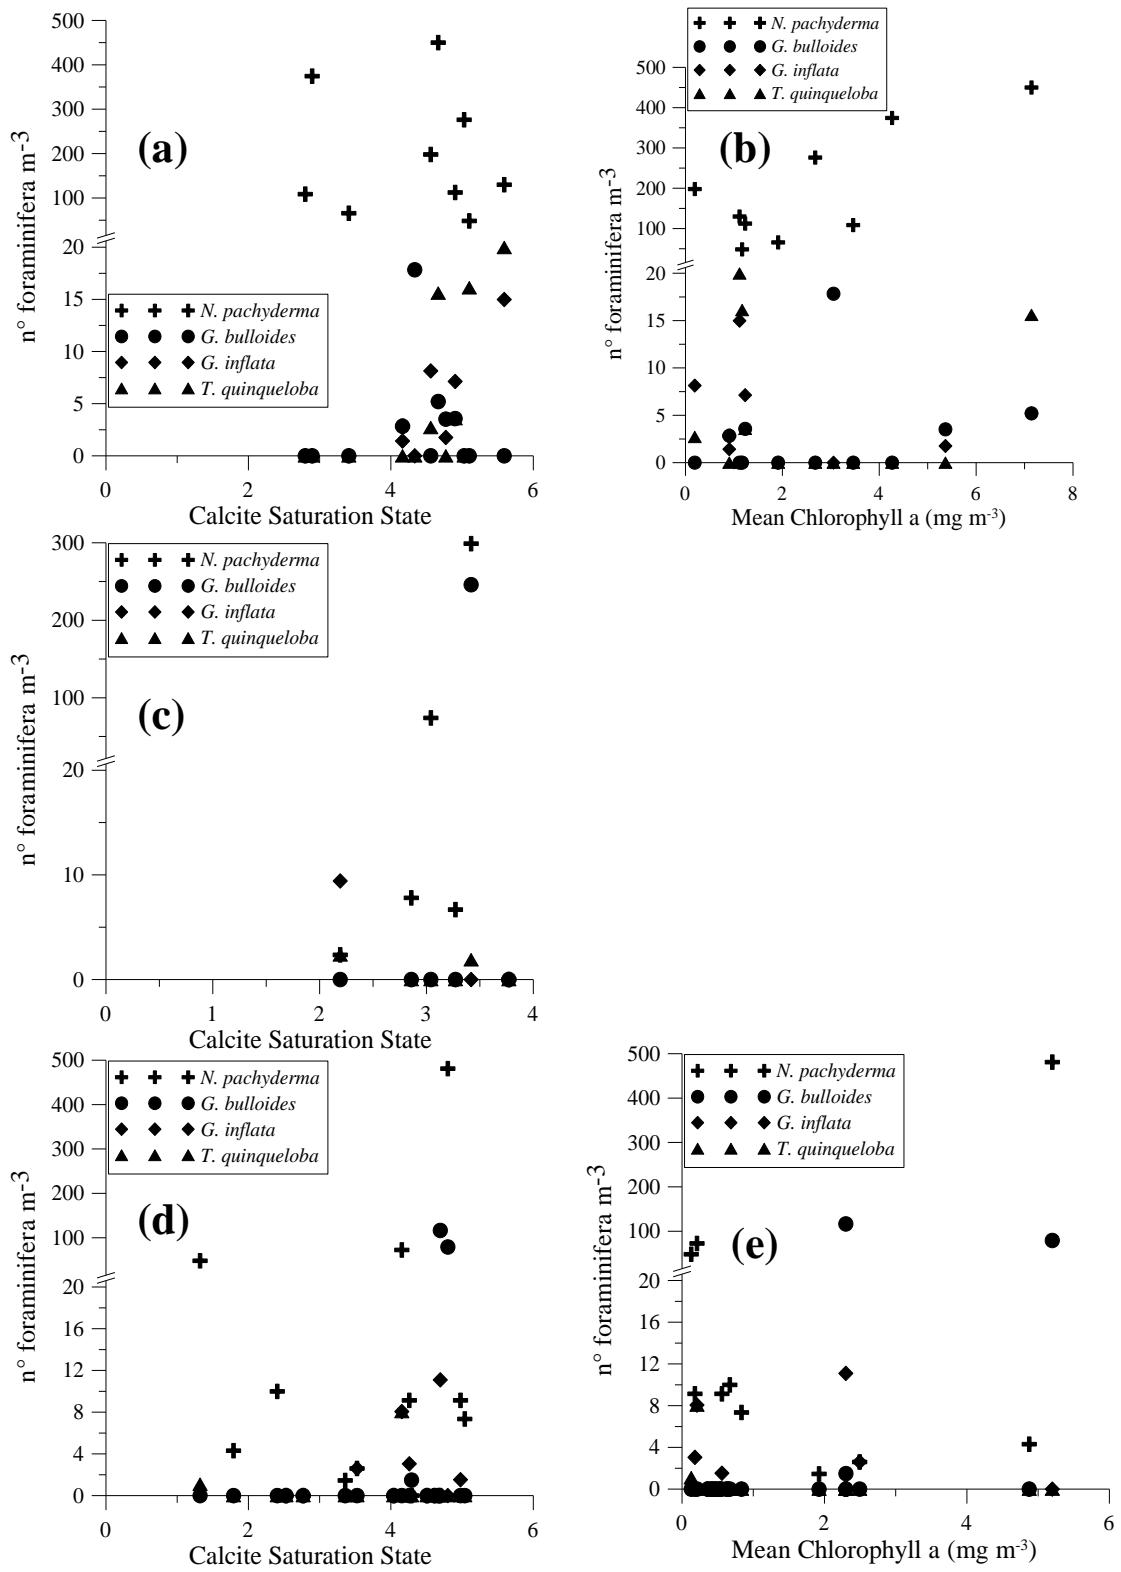 500
400
300
200
100
20
15
10
5
0
n° foraminifera m-3
(a)
N. pachyderma
G. bulloides
G. inflata
T. quinqueloba
0 2 4 6
Calcite Saturation State
N. pachyderma
G. bulloides
G. inflata
T. quinqueloba
500
400
300
200
100
20
15
10
5
0
n° foraminifera m-3
(b)
0 2 4 6 8
Mean Chlorophyll a (mg m-3)
300
200
100
20
10
0
n° foraminifera m-3
N. pachyderma
G. bulloides
G. inflata
T. quinqueloba
(c)
0 1 2 3 4
Calcite Saturation State
500
400
300
200
100
20
16
12
8
4
0
n° foraminifera m-3
N. pachyderma
G. bulloides
G. inflata
T. quinqueloba
(d)
0 2 4 6
Calcite Saturation State
500
400
300
200
100
20
16
12
8
4
0
n° foraminifera m-3
N. pachyderma
G. bulloides
G. inflata
T. quinqueloba
(e)
0 2 4 6
Mean Chlorophyll a (mg m-3)